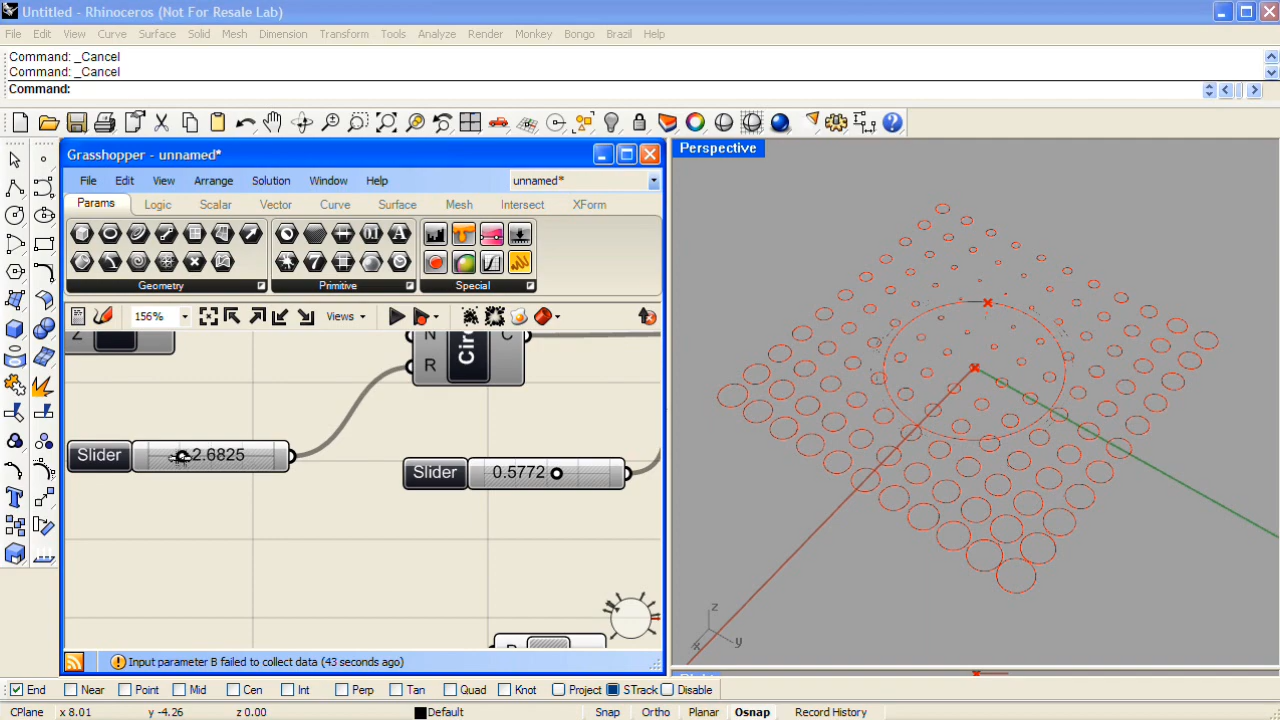 Untitled - Rhinoceros (Not For Resale Lab)
File Edit View Curve Surface Solid Mesh Dimension Transform Tools Analyze Render Monkey Bongo Brazil Help
Command: _Cancel
Command: _Cancel
Command:
Grasshopper - unnamed*
File Edit View Arrange Solution Window Help unnamed*
Params Logic Scalar Vector Curve Surface Mesh Intersect XForm
Geometry Primitive Special
156% Views
Z
N C
Circ
R
Slider 2.6825
Slider 0.5772
Input parameter B failed to collect data (43 seconds ago)
Perspective
z
x y
Right
End Near Point Mid Cen Int Perp Tan Quad Knot Project STrack Disable
CPlane x 8.01 y -4.26 z 0.00 Default Snap Ortho Planar Osnap Record History